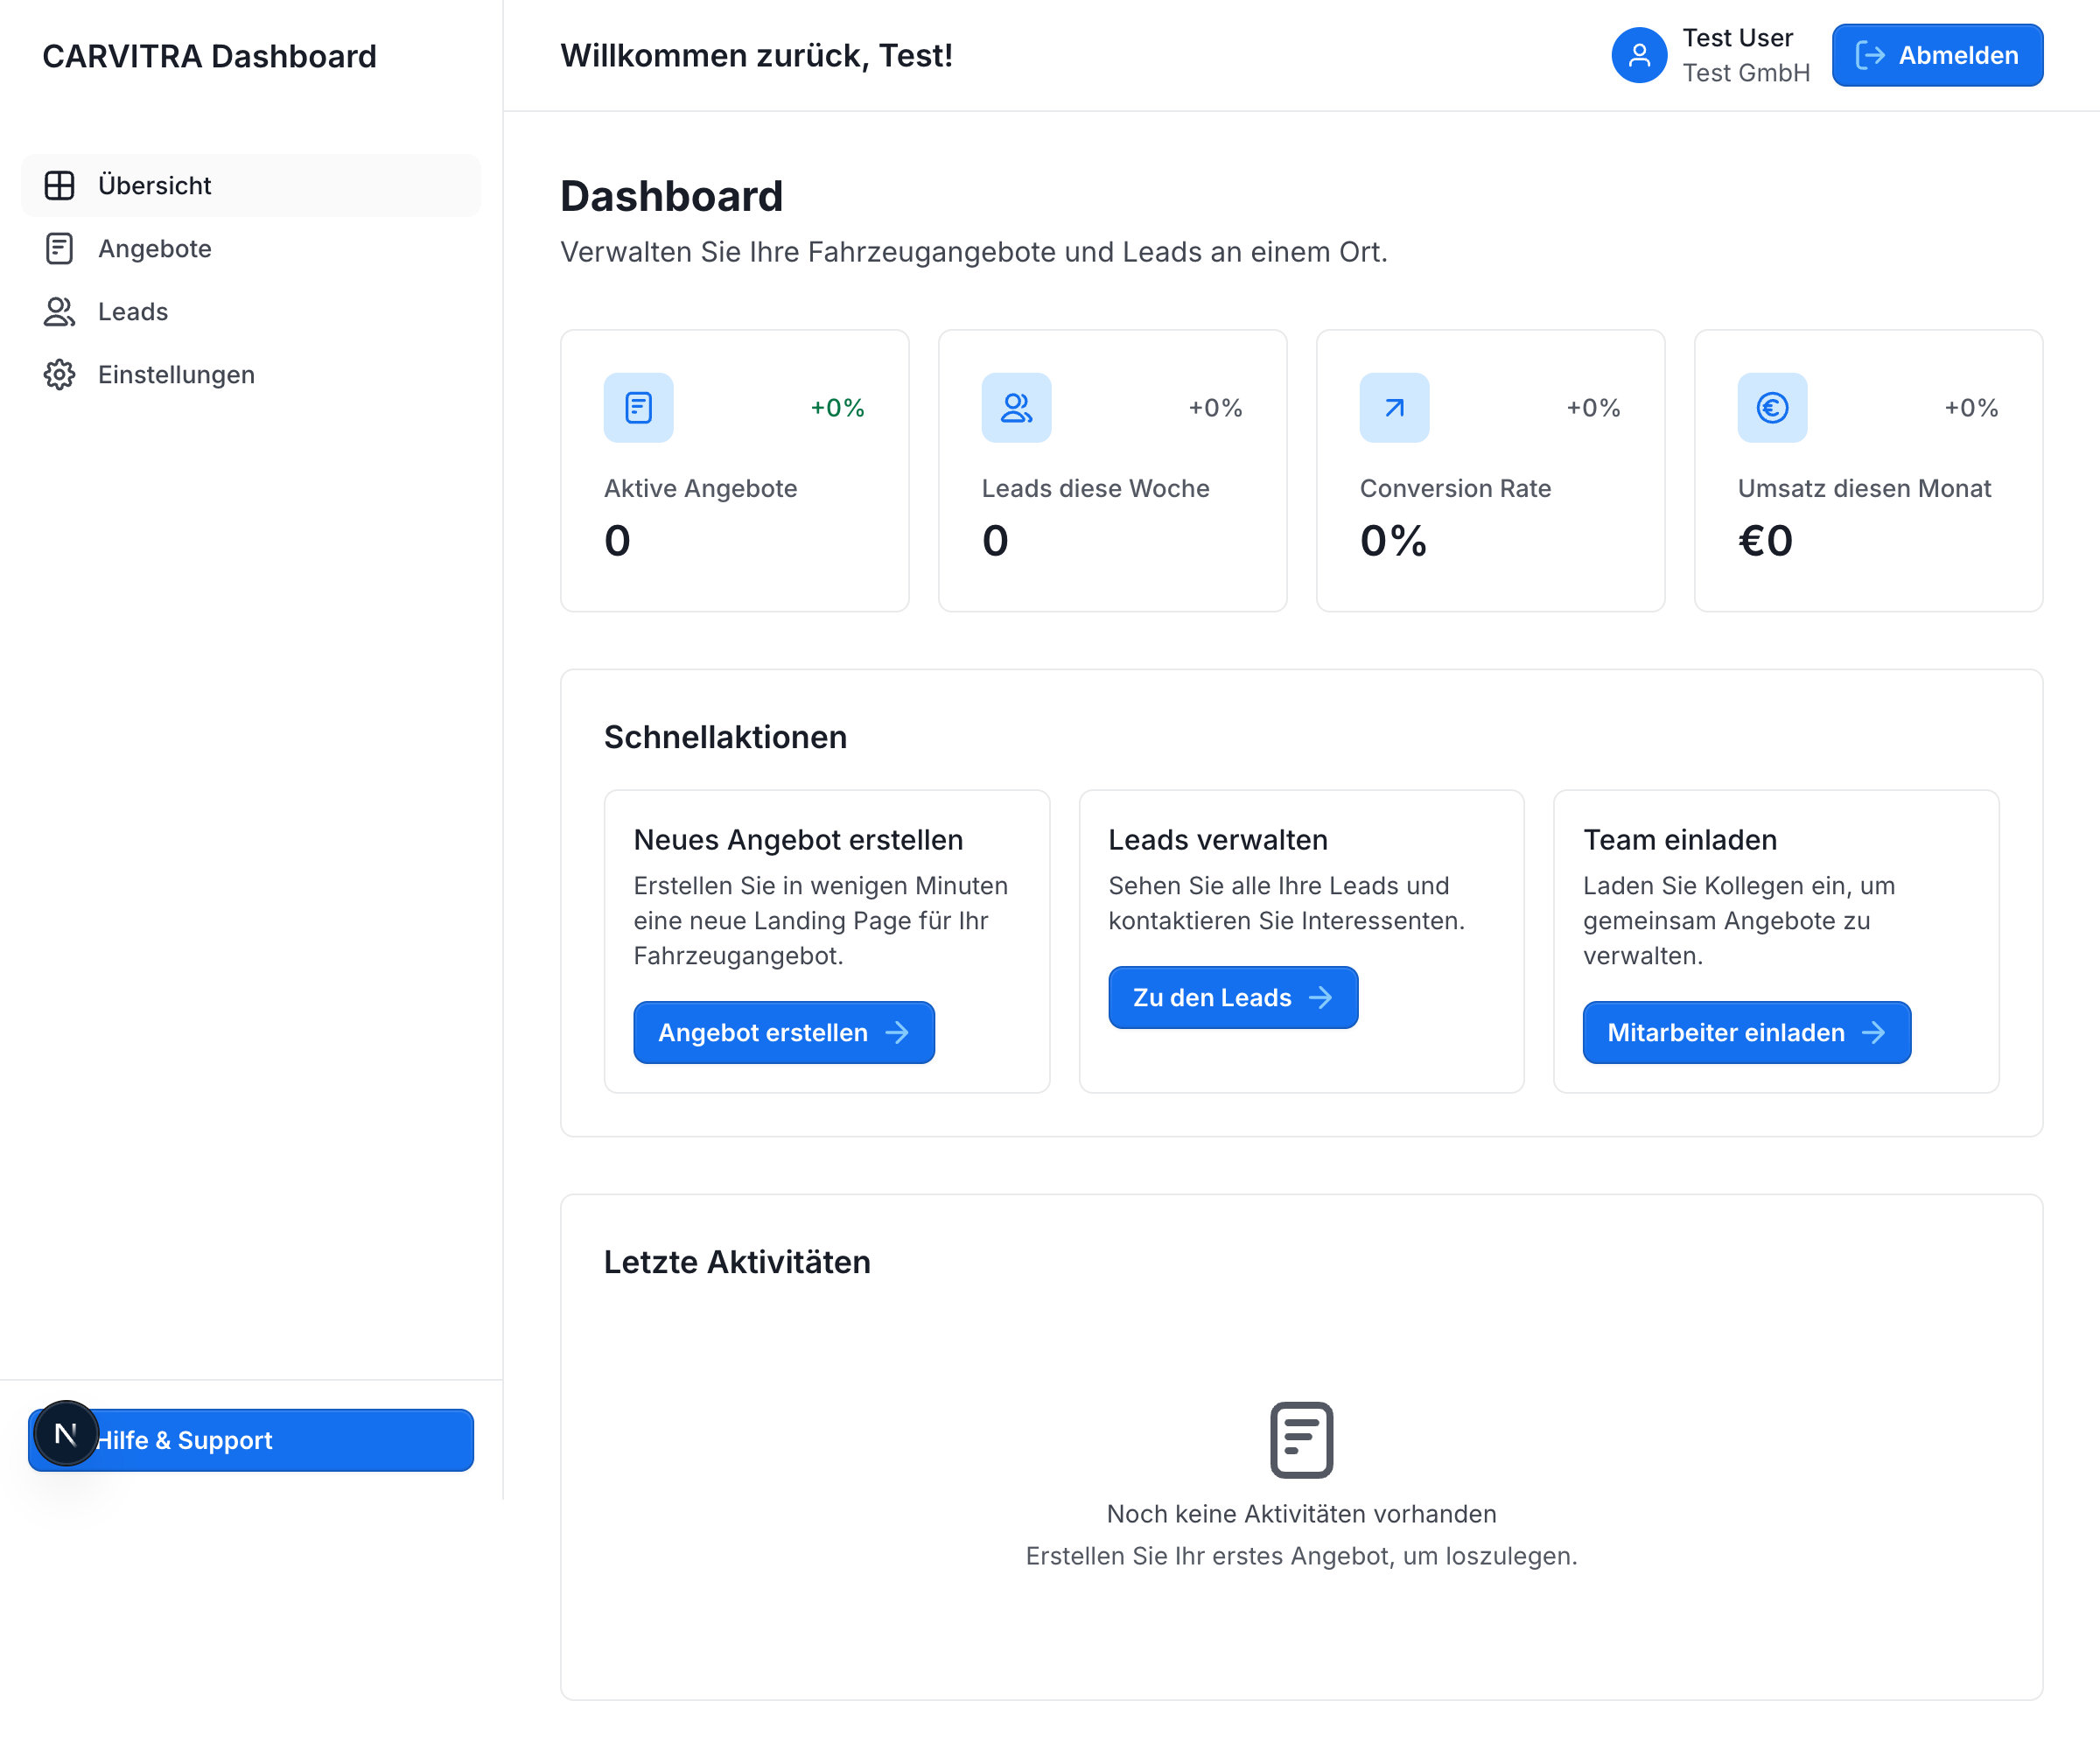 CARVITRA Dashboard
Übersicht
Angebote
Leads
Einstellungen
N
Hilfe & Support
Willkommen zurück, Test!
Test User
Test GmbH
Abmelden
Dashboard
Verwalten Sie Ihre Fahrzeugangebote und Leads an einem Ort.
+0%
Aktive Angebote
0
+0%
Leads diese Woche
0
+0%
Conversion Rate
0%
+0%
Umsatz diesen Monat
€0
Schnellaktionen
Neues Angebot erstellen
Erstellen Sie in wenigen Minuten
eine neue Landing Page für Ihr
Fahrzeugangebot.
Angebot erstellen
Leads verwalten
Sehen Sie alle Ihre Leads und
kontaktieren Sie Interessenten.
Zu den Leads
Team einladen
Laden Sie Kollegen ein, um
gemeinsam Angebote zu
verwalten.
Mitarbeiter einladen
Letzte Aktivitäten
Noch keine Aktivitäten vorhanden
Erstellen Sie Ihr erstes Angebot, um loszulegen.